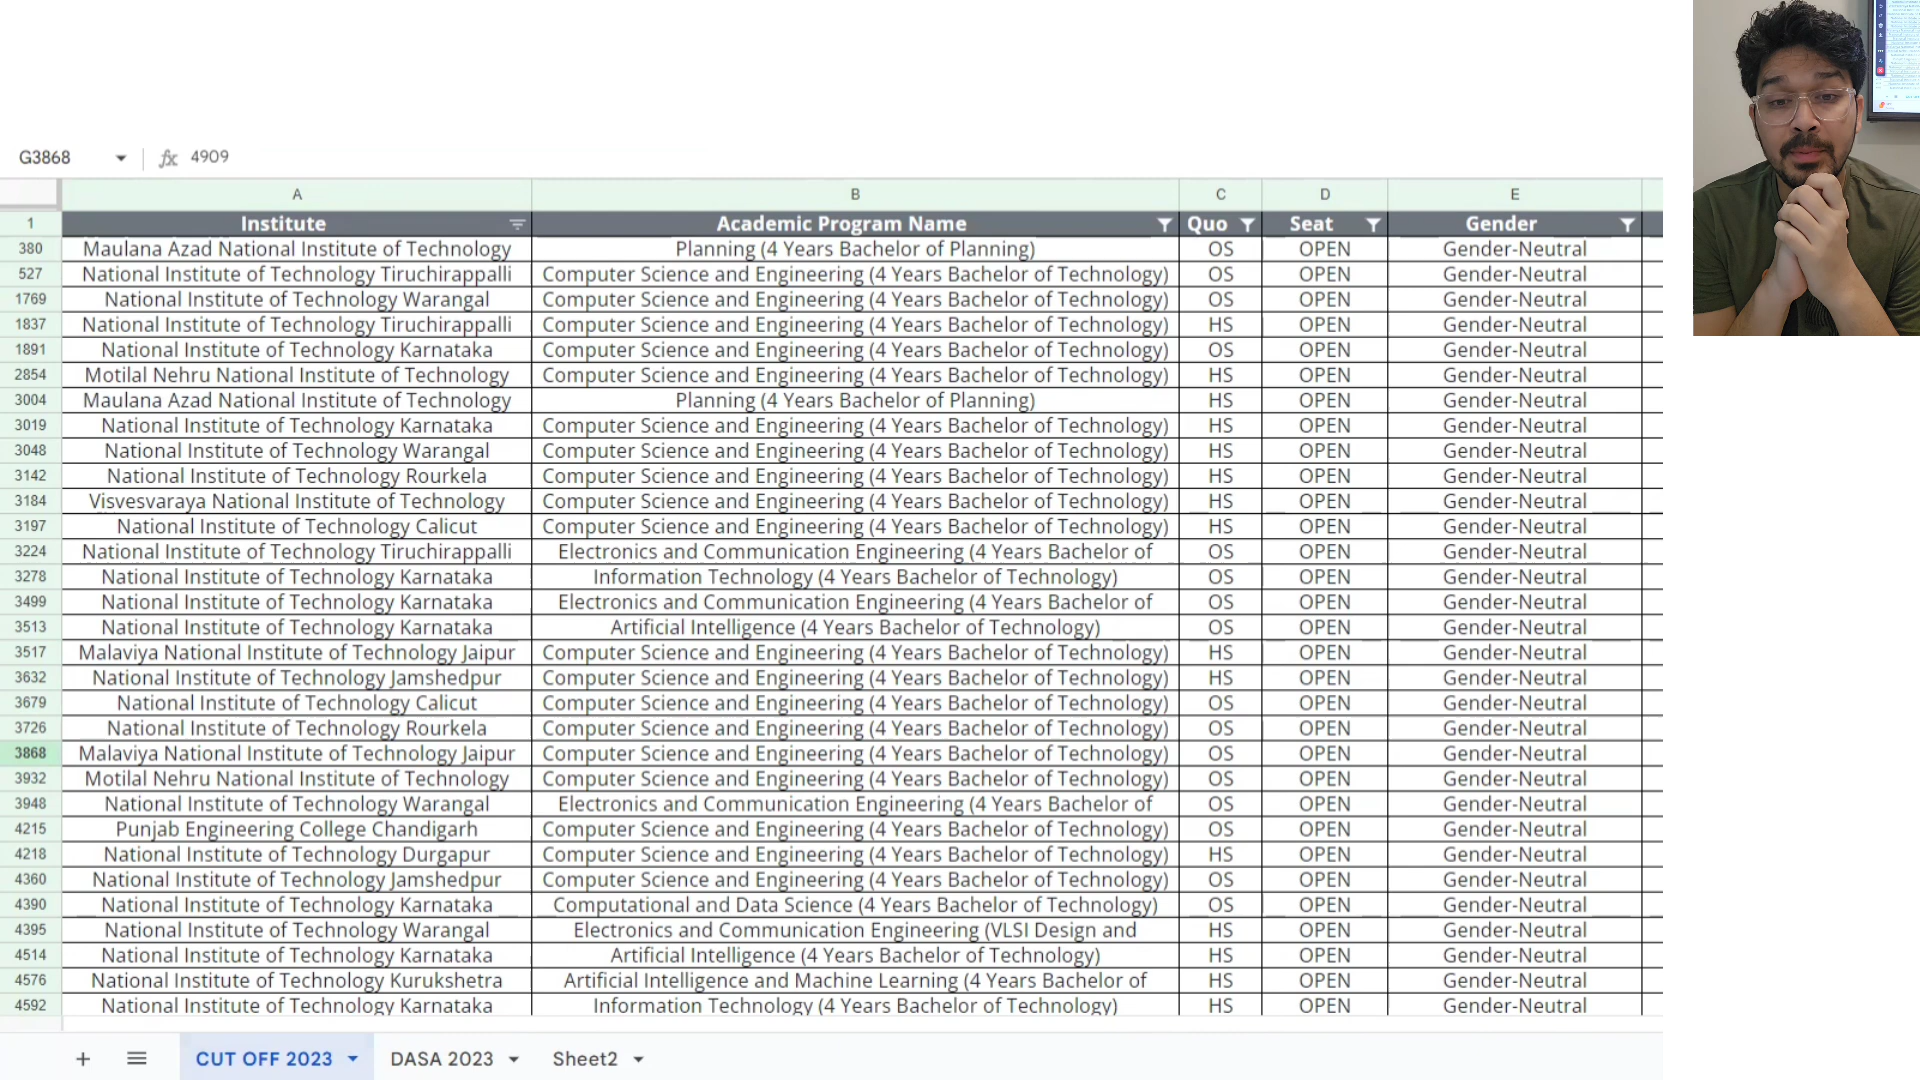 G3868 fx 4909
A B C D E
1 Institute Academic Program Name Quo Seat Gender
380 Maulana Azad National Institute of Technology Planning (4 Years Bachelor of Planning) OS OPEN Gender-Neutral
527 National Institute of Technology Tiruchirappalli Computer Science and Engineering (4 Years Bachelor of Technology) OS OPEN Gender-Neutral
1769 National Institute of Technology Warangal Computer Science and Engineering (4 Years Bachelor of Technology) OS OPEN Gender-Neutral
1837 National Institute of Technology Tiruchirappalli Computer Science and Engineering (4 Years Bachelor of Technology) HS OPEN Gender-Neutral
1891 National Institute of Technology Karnataka Computer Science and Engineering (4 Years Bachelor of Technology) OS OPEN Gender-Neutral
2854 Motilal Nehru National Institute of Technology Computer Science and Engineering (4 Years Bachelor of Technology) HS OPEN Gender-Neutral
3004 Maulana Azad National Institute of Technology Planning (4 Years Bachelor of Planning) HS OPEN Gender-Neutral
3019 National Institute of Technology Karnataka Computer Science and Engineering (4 Years Bachelor of Technology) HS OPEN Gender-Neutral
3048 National Institute of Technology Warangal Computer Science and Engineering (4 Years Bachelor of Technology) HS OPEN Gender-Neutral
3142 National Institute of Technology Rourkela Computer Science and Engineering (4 Years Bachelor of Technology) HS OPEN Gender-Neutral
3184 Visvesvaraya National Institute of Technology Computer Science and Engineering (4 Years Bachelor of Technology) HS OPEN Gender-Neutral
3197 National Institute of Technology Calicut Computer Science and Engineering (4 Years Bachelor of Technology) HS OPEN Gender-Neutral
3224 National Institute of Technology Tiruchirappalli Electronics and Communication Engineering (4 Years Bachelor of OS OPEN Gender-Neutral
3278 National Institute of Technology Karnataka Information Technology (4 Years Bachelor of Technology) OS OPEN Gender-Neutral
3499 National Institute of Technology Karnataka Electronics and Communication Engineering (4 Years Bachelor of OS OPEN Gender-Neutral
3513 National Institute of Technology Karnataka Artificial Intelligence (4 Years Bachelor of Technology) OS OPEN Gender-Neutral
3517 Malaviya National Institute of Technology Jaipur Computer Science and Engineering (4 Years Bachelor of Technology) HS OPEN Gender-Neutral
3632 National Institute of Technology Jamshedpur Computer Science and Engineering (4 Years Bachelor of Technology) HS OPEN Gender-Neutral
3679 National Institute of Technology Calicut Computer Science and Engineering (4 Years Bachelor of Technology) OS OPEN Gender-Neutral
3726 National Institute of Technology Rourkela Computer Science and Engineering (4 Years Bachelor of Technology) OS OPEN Gender-Neutral
3868 Malaviya National Institute of Technology Jaipur Computer Science and Engineering (4 Years Bachelor of Technology) OS OPEN Gender-Neutral
3932 Motilal Nehru National Institute of Technology Computer Science and Engineering (4 Years Bachelor of Technology) OS OPEN Gender-Neutral
3948 National Institute of Technology Warangal Electronics and Communication Engineering (4 Years Bachelor of OS OPEN Gender-Neutral
4215 Punjab Engineering College Chandigarh Computer Science and Engineering (4 Years Bachelor of Technology) OS OPEN Gender-Neutral
4218 National Institute of Technology Durgapur Computer Science and Engineering (4 Years Bachelor of Technology) HS OPEN Gender-Neutral
4360 National Institute of Technology Jamshedpur Computer Science and Engineering (4 Years Bachelor of Technology) OS OPEN Gender-Neutral
4390 National Institute of Technology Karnataka Computational and Data Science (4 Years Bachelor of Technology) OS OPEN Gender-Neutral
4395 National Institute of Technology Warangal Electronics and Communication Engineering (VLSI Design and HS OPEN Gender-Neutral
4514 National Institute of Technology Karnataka Artificial Intelligence (4 Years Bachelor of Technology) HS OPEN Gender-Neutral
4576 National Institute of Technology Kurukshetra Artificial Intelligence and Machine Learning (4 Years Bachelor of HS OPEN Gender-Neutral
4592 National Institute of Technology Karnataka Information Technology (4 Years Bachelor of Technology) HS OPEN Gender-Neutral
CUT OFF 2023 DASA 2023 Sheet2